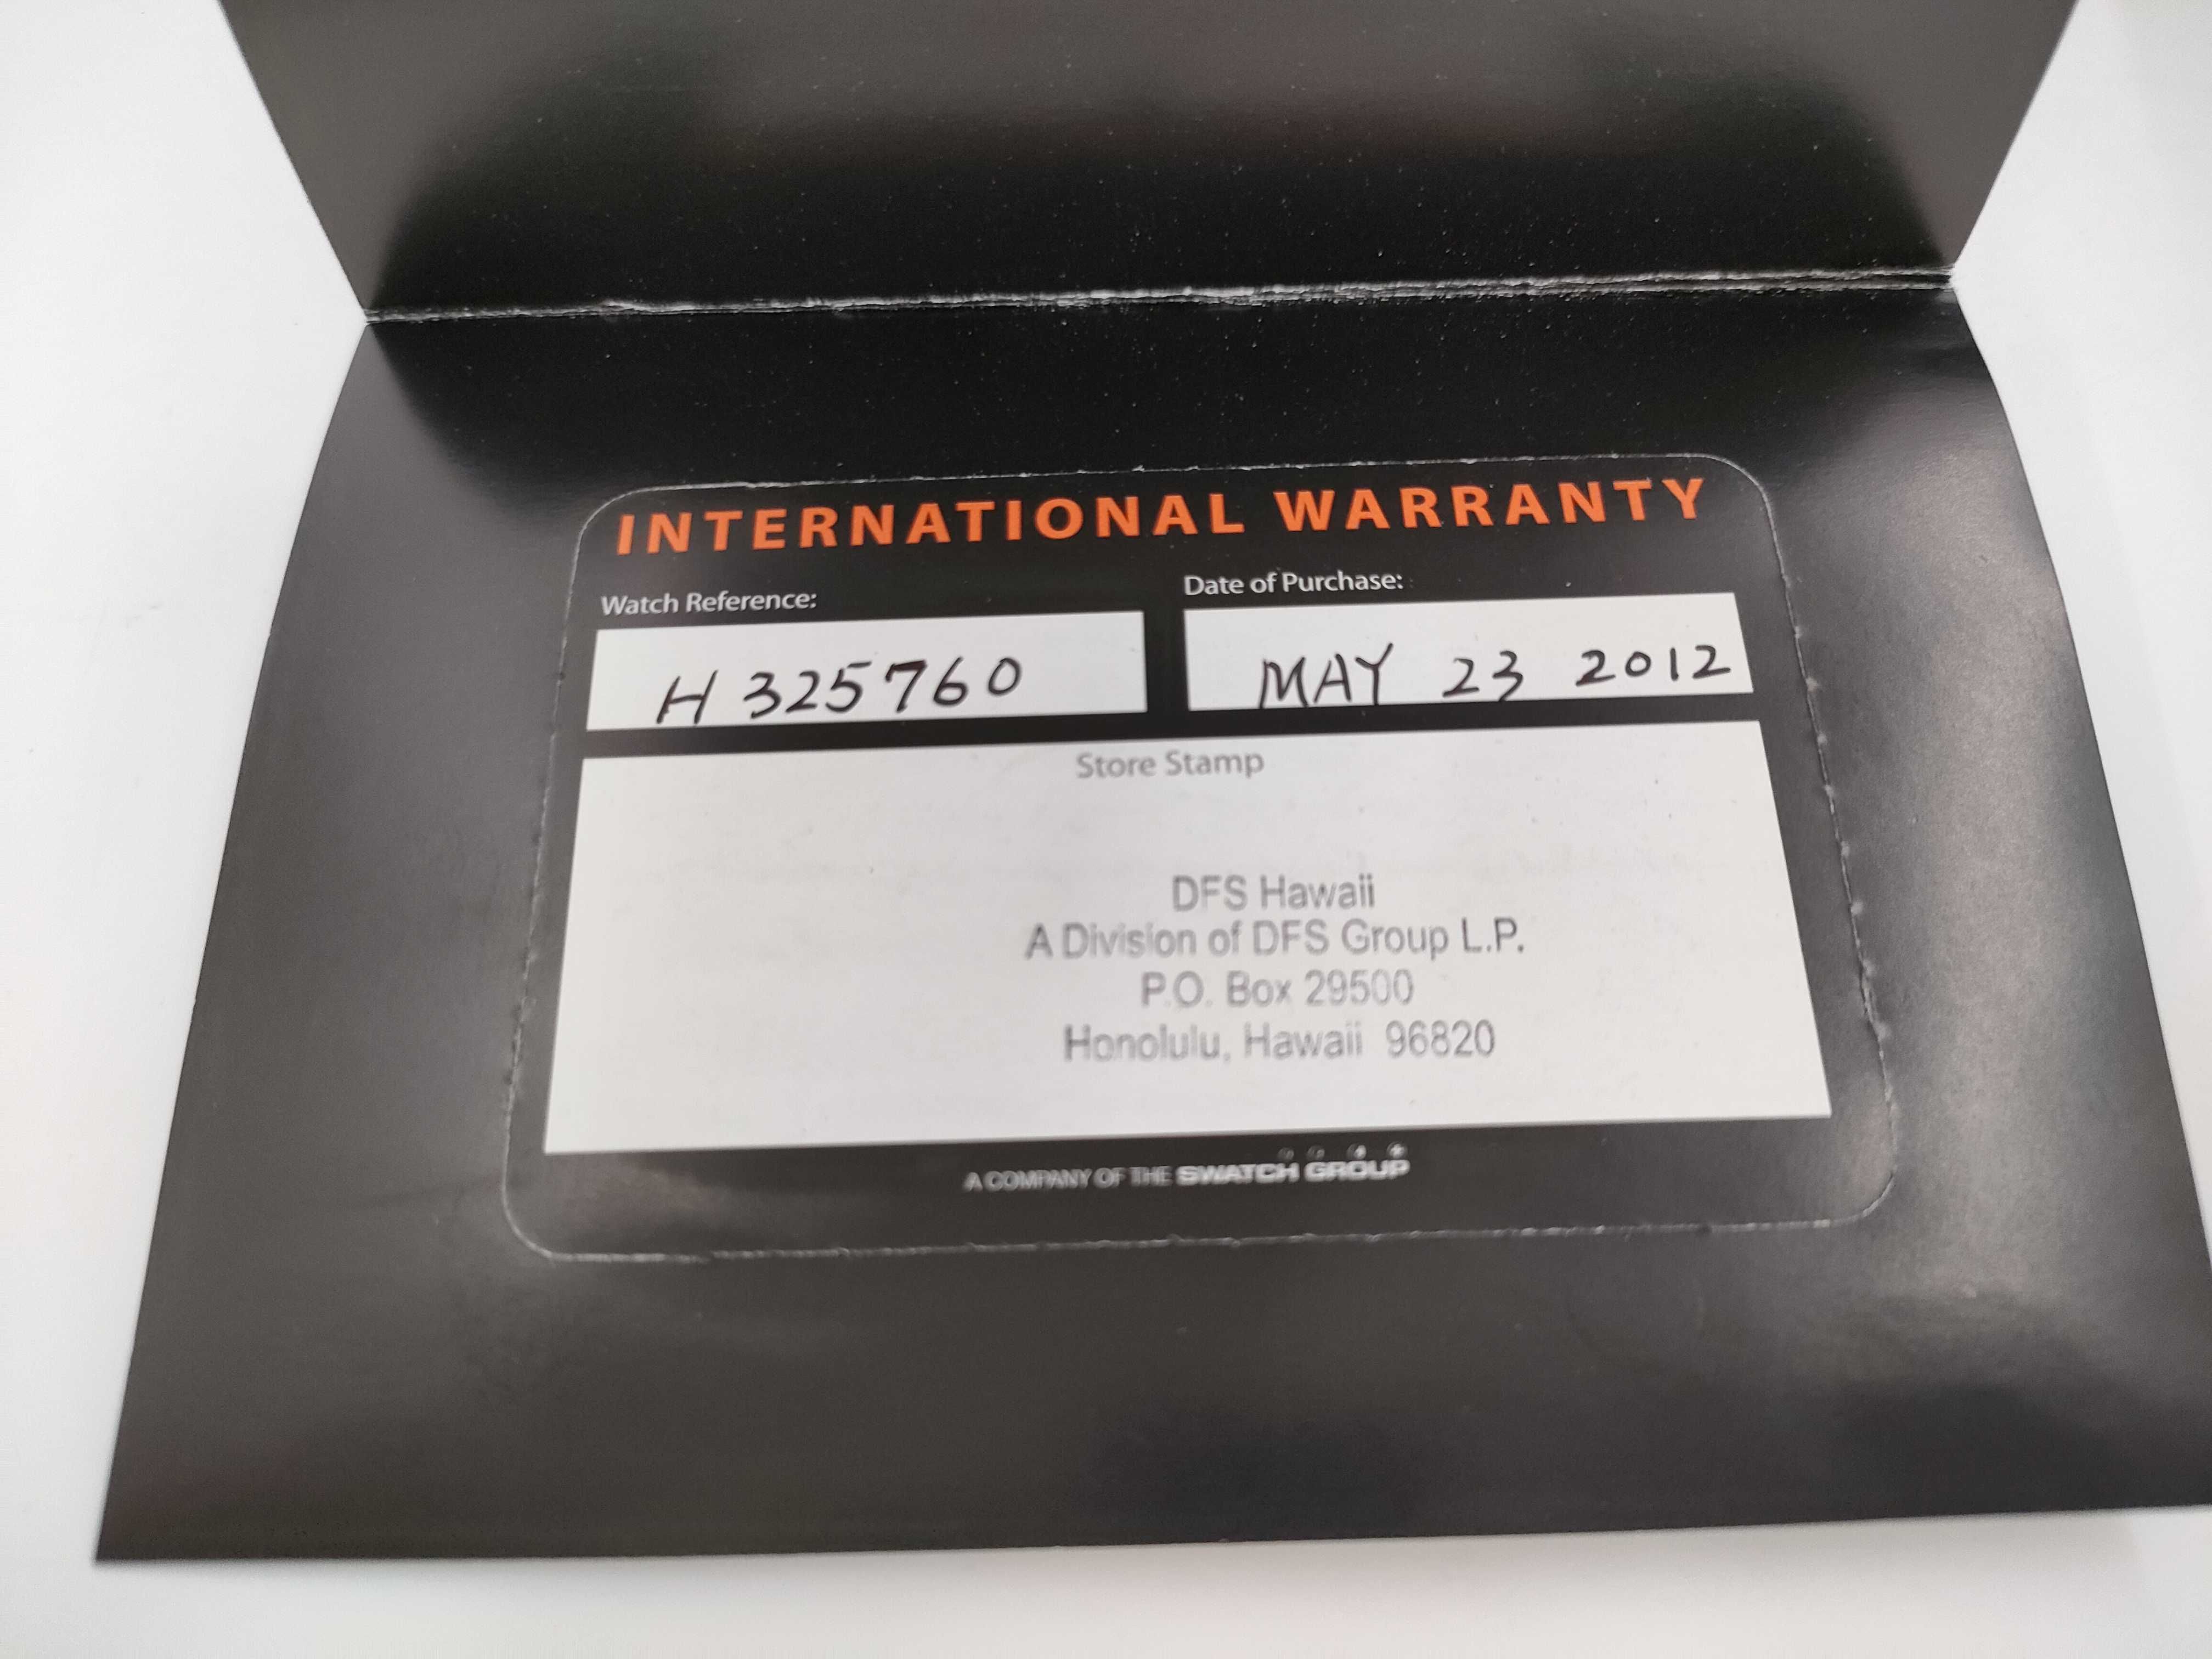 INTERNATIONAL WARRANTY
Watch Reference:
H 325760
Date of Purchase:
MAY 23 2012
Store Stamp
DFS Hawaii
A Division of DFS Group L.P.
P.O. Box 29500
Honolulu, Hawaii 96820
A COMPANY OF THE SWATCH GROUP